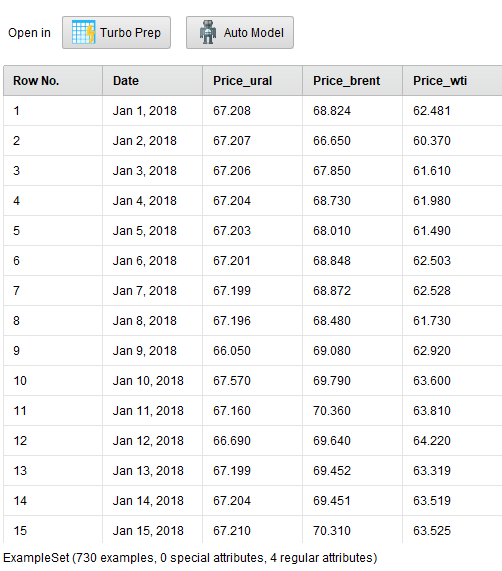 Open in Turbo Prep Auto Model
Row No. Date Price_ural Price_brent Price_wti
1 Jan 1, 2018 67.208 68.824 62.481
2 Jan 2, 2018 67.207 66.650 60.370
3 Jan 3, 2018 67.206 67.850 61.610
4 Jan 4, 2018 67.204 68.730 61.980
5 Jan 5, 2018 67.203 68.010 61.490
6 Jan 6, 2018 67.201 68.848 62.503
7 Jan 7, 2018 67.199 68.872 62.528
8 Jan 8, 2018 67.196 68.480 61.730
9 Jan 9, 2018 66.050 69.080 62.920
10 Jan 10, 2018 67.570 69.790 63.600
11 Jan 11, 2018 67.160 70.360 63.810
12 Jan 12, 2018 66.690 69.640 64.220
13 Jan 13, 2018 67.199 69.452 63.319
14 Jan 14, 2018 67.204 69.451 63.519
15 Jan 15, 2018 67.210 70.310 63.525
ExampleSet (730 examples, 0 special attributes, 4 regular attributes)